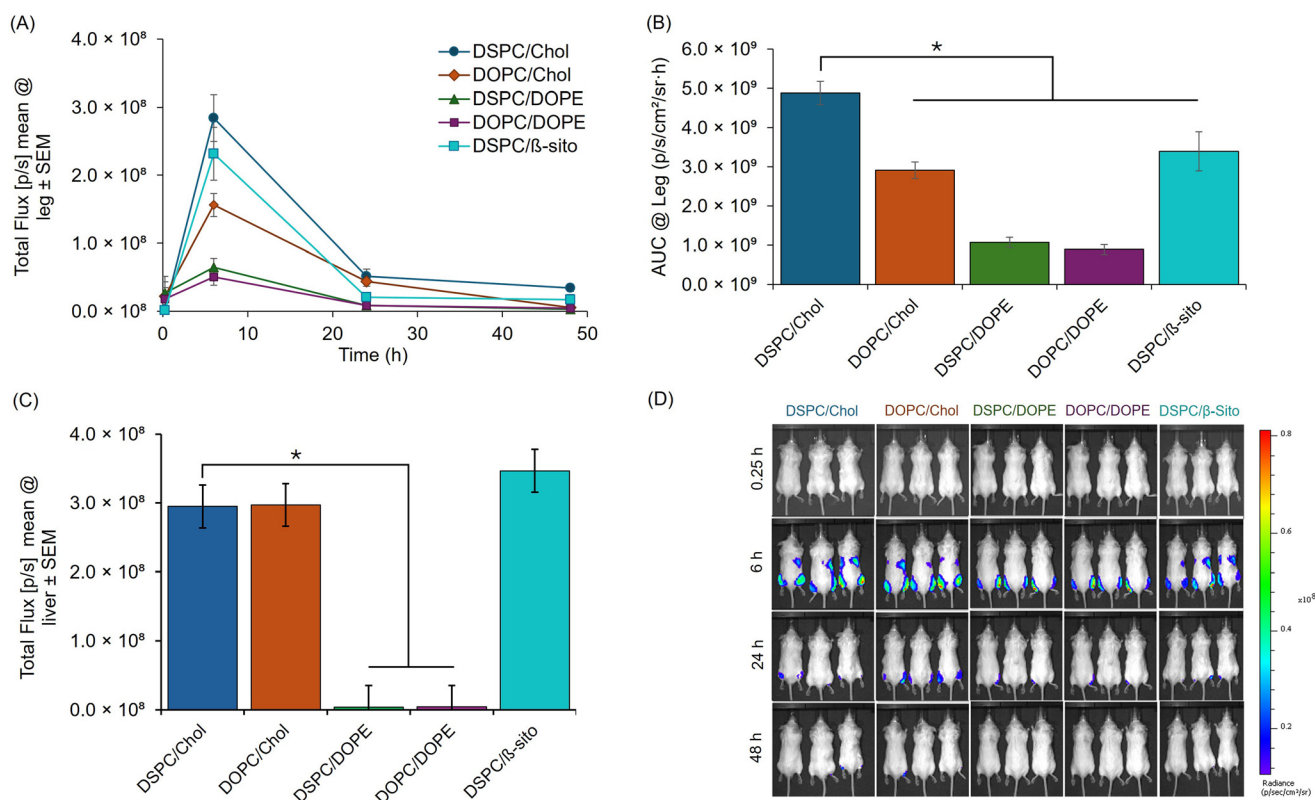 (A)
4.0 × 10⁸
3.0 × 10⁸
2.0 × 10⁸
1.0 × 10⁸
0.0 × 10⁸
Total Flux [p/s] mean @
leg ± SEM
0 10 20 30 40 50
Time (h)
DSPC/Chol
DOPC/Chol
DSPC/DOPE
DOPC/DOPE
DSPC/ß-sito
(B)
6.0 × 10⁹
5.0 × 10⁹
4.0 × 10⁹
3.0 × 10⁹
2.0 × 10⁹
1.0 × 10⁹
0.0 × 10⁹
AUC @ Leg (p/s/cm²/sr·h)
*
DSPC/Chol
DOPC/Chol
DSPC/DOPE
DOPC/DOPE
DSPC/ß-sito
(C)
4.0 × 10⁸
3.0 × 10⁸
2.0 × 10⁸
1.0 × 10⁸
0.0 × 10⁸
Total Flux [p/s] mean @
liver ± SEM
*
DSPC/Chol
DOPC/Chol
DSPC/DOPE
DOPC/DOPE
DSPC/ß-sito
(D)
DSPC/Chol DOPC/Chol DSPC/DOPE DOPC/DOPE DSPC/β-Sito
0.25 h
6 h
24 h
48 h
0.8
0.6
x10⁸
0.4
0.2
Radiance
(p/sec/cm²/sr)